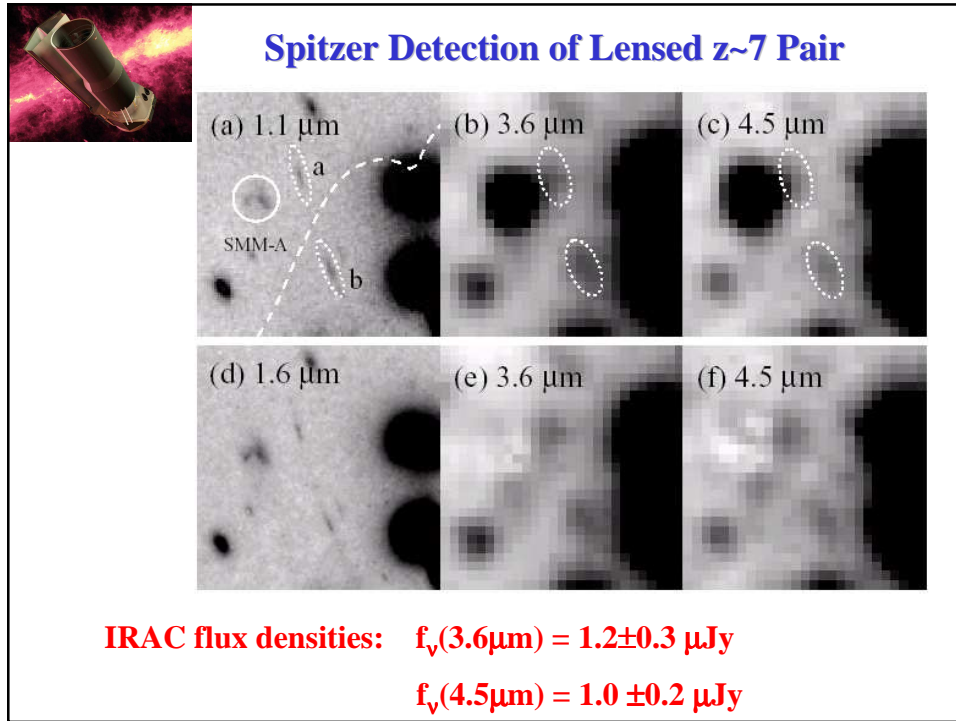 Spitzer Detection of Lensed z~7 Pair
(a) 1.1 μm
(b) 3.6 μm
(c) 4.5 μm
a
SMM-A
b
(d) 1.6 μm
(e) 3.6 μm
(f) 4.5 μm
IRAC flux densities: fν(3.6μm) = 1.2±0.3 μJy
fν(4.5μm) = 1.0 ±0.2 μJy